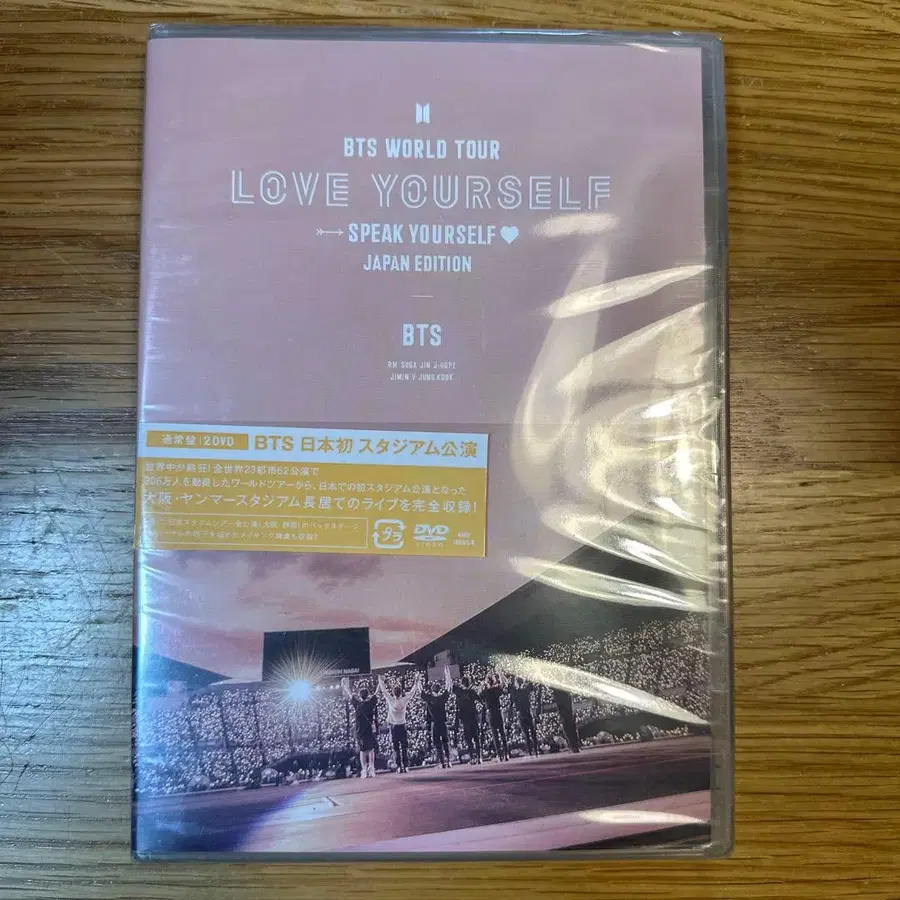 BTS WORLD TOUR
LOVE YOURSELF
SPEAK YOURSELF
JAPAN EDITION
BTS
RM SUGA JIN J-HOPE
JIMIN V JUNG KOOK
通常盤 2DVD BTS 日本初 スタジアム公演
世界中が熱狂！全世界23都市62公演で
206万人を動員したワールドツアーから、日本での初スタジアム公演となった
大阪・ヤンマースタジアム長居でのライブを完全収録！
プラ DVD
NAGAI